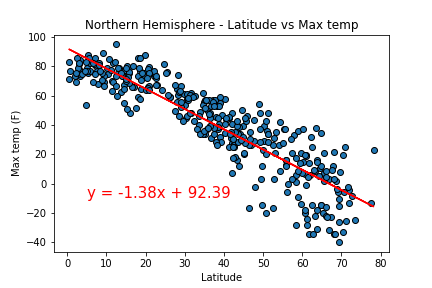 Northern Hemisphere - Latitude vs Max temp
Max temp (F)
100
80
60
40
20
0
−20
−40
y = -1.38x + 92.39
0 10 20 30 40 50 60 70 80
Latitude